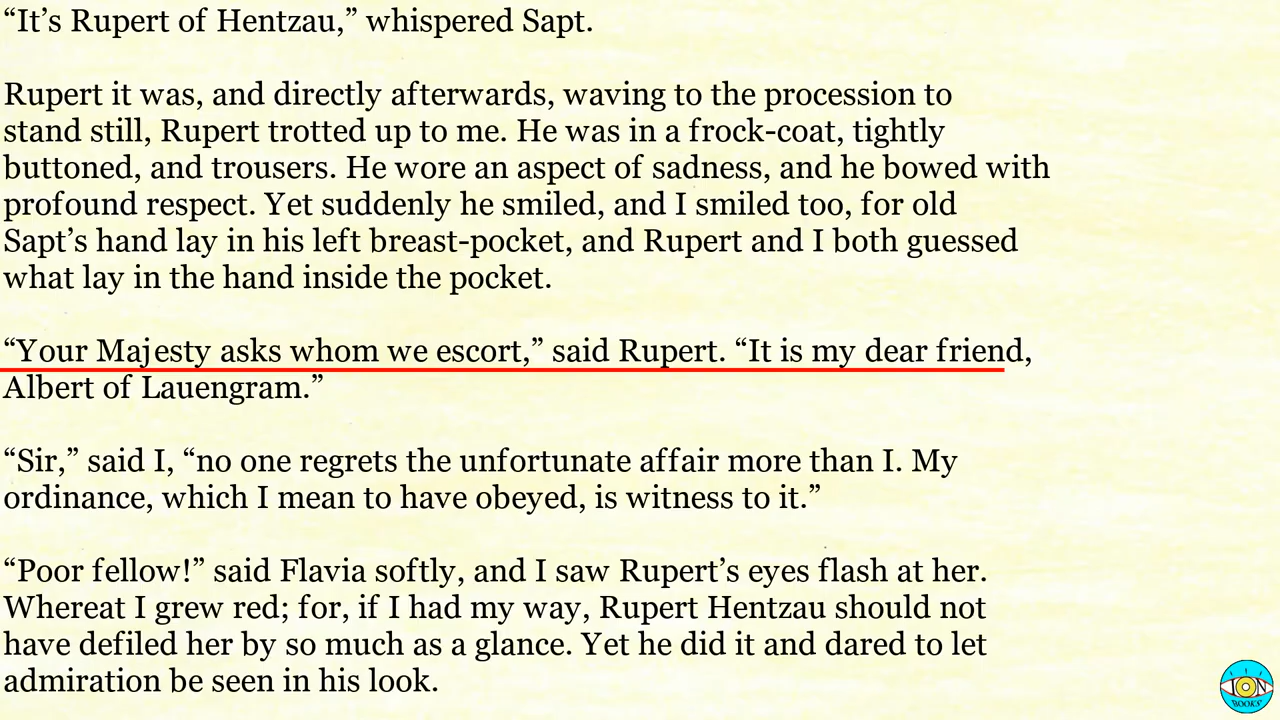 “It’s Rupert of Hentzau,” whispered Sapt.
Rupert it was, and directly afterwards, waving to the procession to
stand still, Rupert trotted up to me. He was in a frock-coat, tightly
buttoned, and trousers. He wore an aspect of sadness, and he bowed with
profound respect. Yet suddenly he smiled, and I smiled too, for old
Sapt’s hand lay in his left breast-pocket, and Rupert and I both guessed
what lay in the hand inside the pocket.
“Your Majesty asks whom we escort,” said Rupert. “It is my dear friend,
Albert of Lauengram.”
“Sir,” said I, “no one regrets the unfortunate affair more than I. My
ordinance, which I mean to have obeyed, is witness to it.”
“Poor fellow!” said Flavia softly, and I saw Rupert’s eyes flash at her.
Whereat I grew red; for, if I had my way, Rupert Hentzau should not
have defiled her by so much as a glance. Yet he did it and dared to let
admiration be seen in his look.
ION
BOOKS